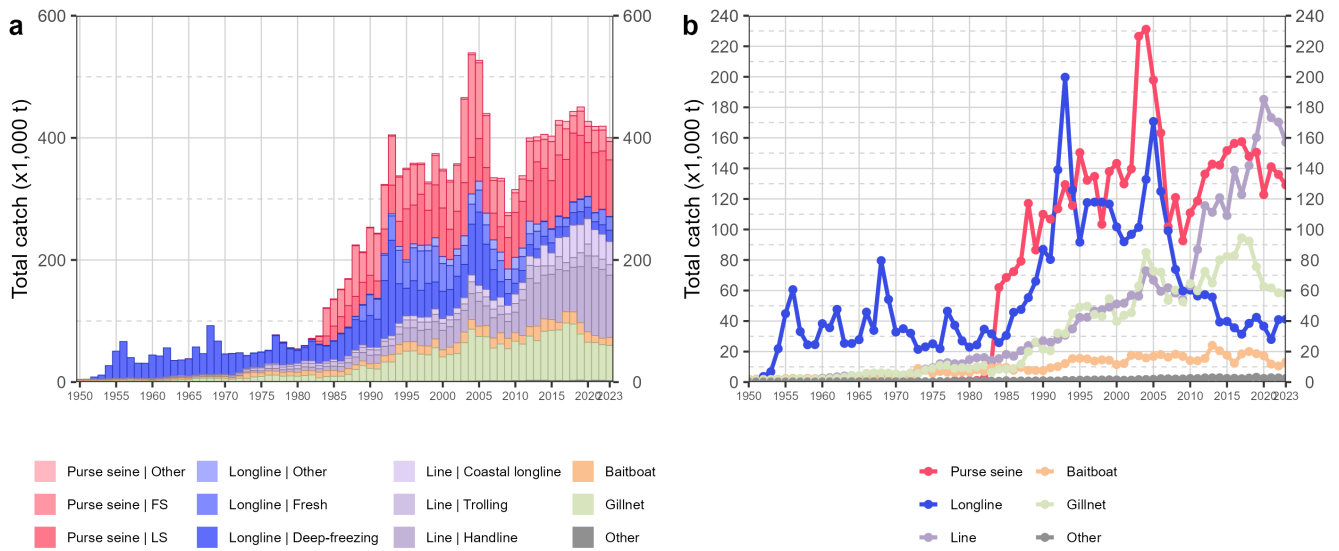 a
Total catch (x1,000 t)
600
400
200
0
600
400
200
0
1950 1955 1960 1965 1970 1975 1980 1985 1990 1995 2000 2005 2010 2015 2020 2023
b
Total catch (x1,000 t)
240
220
200
180
160
140
120
100
80
60
40
20
0
240
220
200
180
160
140
120
100
80
60
40
20
0
1950 1955 1960 1965 1970 1975 1980 1985 1990 1995 2000 2005 2010 2015 2020 2023
Purse seine | Other
Longline | Other
Line | Coastal longline
Baitboat
Purse seine | FS
Longline | Fresh
Line | Trolling
Gillnet
Purse seine | LS
Longline | Deep-freezing
Line | Handline
Other
Purse seine
Baitboat
Longline
Gillnet
Line
Other